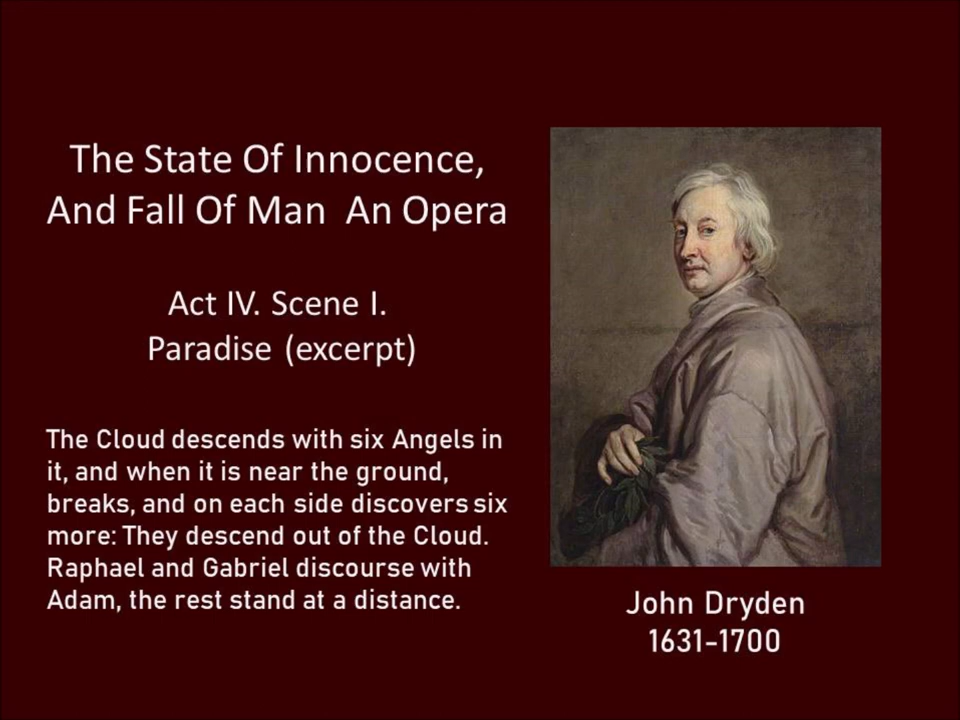 The State Of Innocence,
And Fall Of Man  An Opera
Act IV. Scene I.
Paradise (excerpt)
The Cloud descends with six Angels in
it, and when it is near the ground,
breaks, and on each side discovers six
more: They descend out of the Cloud.
Raphael and Gabriel discourse with
Adam, the rest stand at a distance.
John Dryden
1631-1700